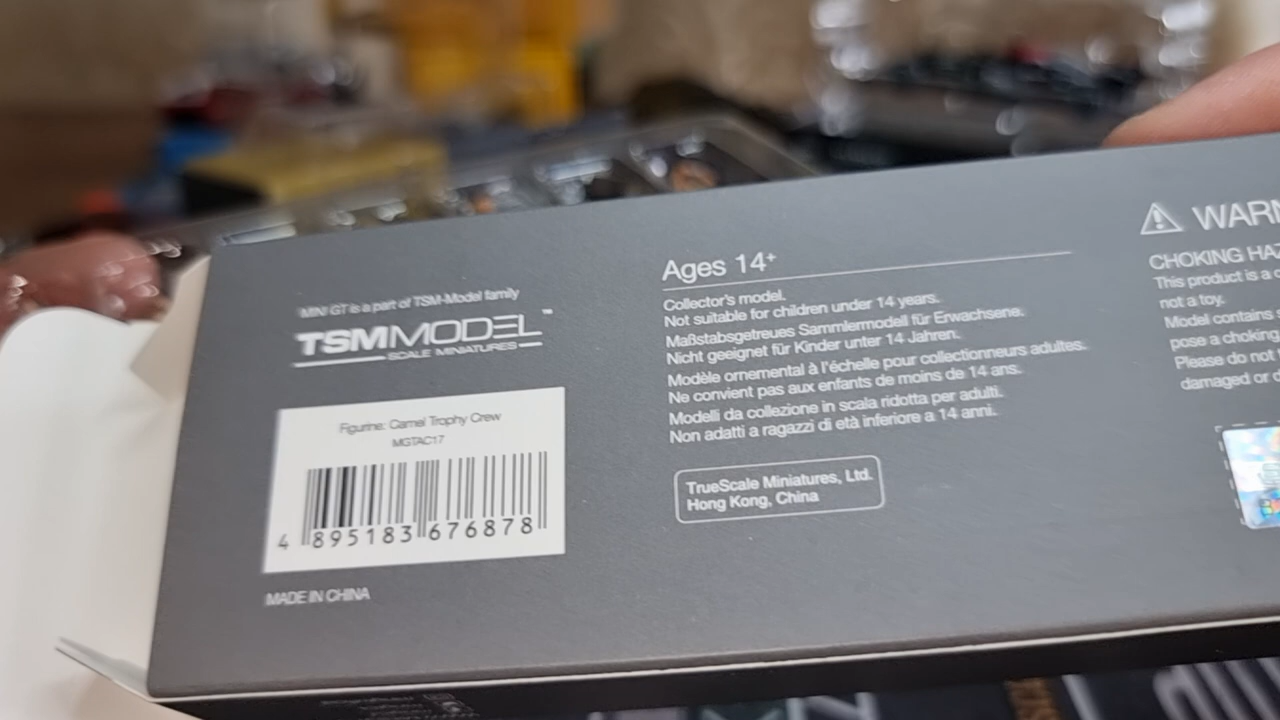 MINI GT is a part of TSM-Model family
TSMMODEL™
SCALE MINIATURES
Figurine: Camel Trophy Crew
MGTAC17
4 895183 676878
MADE IN CHINA
Ages 14+
Collector's model.
Not suitable for children under 14 years.
Maßstabsgetreues Sammlermodell für Erwachsene.
Nicht geeignet für Kinder unter 14 Jahren.
Modèle ornemental à l'échelle pour collectionneurs adultes.
Ne convient pas aux enfants de moins de 14 ans.
Modelli da collezione in scala ridotta per adulti.
Non adatti a ragazzi di età inferiore a 14 anni.
TrueScale Miniatures, Ltd.
Hong Kong, China
WARN
CHOKING HAZ
This product is a c
not a toy.
Model contains
pose a choking
Please do not
damaged or d